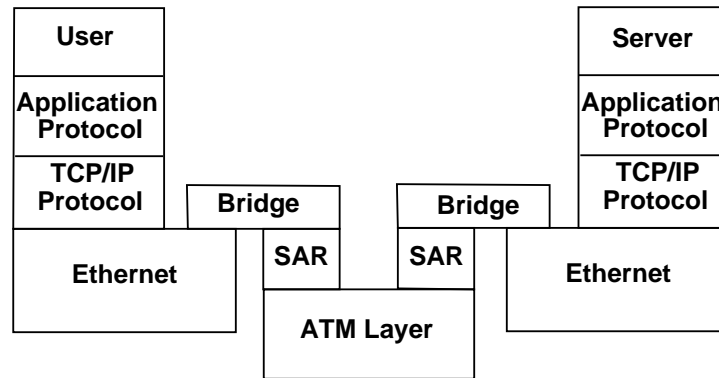 User
Application
Protocol
TCP/IP
Protocol
Ethernet
Bridge
SAR
ATM Layer
Bridge
SAR
Server
Application
Protocol
TCP/IP
Protocol
Ethernet